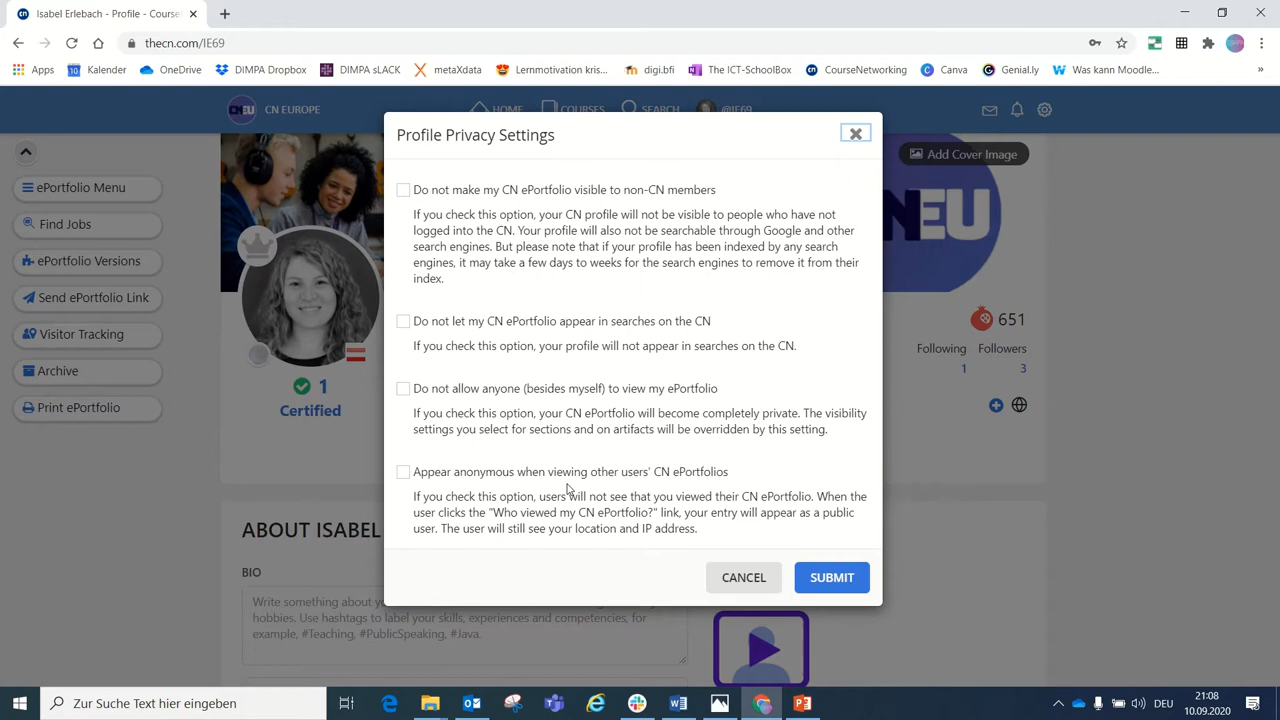 Isabel Erlebach - Profile - Course
thecn.com/IE69
Apps Kalender OneDrive DIMPA Dropbox DIMPA sLACK metaXdata Lernmotivation kris... digi.bfi The ICT-SchoolBox CourseNetworking Canva Genial.ly Was kann Moodle...
CN EUROPE HOME COURSES SEARCH @IE69
Profile Privacy Settings
Add Cover Image
ePortfolio Menu
Find Jobs
ePortfolio Versions
Send ePortfolio Link
Visitor Tracking
Archive
Print ePortfolio
1
Certified
Do not make my CN ePortfolio visible to non-CN members
If you check this option, your CN profile will not be visible to people who have not
logged into the CN. Your profile will also not be searchable through Google and other
search engines. But please note that if your profile has been indexed by any search
engines, it may take a few days to weeks for the search engines to remove it from their
index.
Do not let my CN ePortfolio appear in searches on the CN
If you check this option, your profile will not appear in searches on the CN.
Do not allow anyone (besides myself) to view my ePortfolio
If you check this option, your CN ePortfolio will become completely private. The visibility
settings you select for sections and on artifacts will be overridden by this setting.
Appear anonymous when viewing other users' CN ePortfolios
If you check this option, users will not see that you viewed their CN ePortfolio. When the
user clicks the "Who viewed my CN ePortfolio?" link, your entry will appear as a public
user. The user will still see your location and IP address.
CANCEL SUBMIT
651
Following Followers
1 3
ABOUT ISABEL
BIO
Write something about yo
hobbies. Use hashtags to label your skills, experiences and competencies, for
example, #Teaching, #PublicSpeaking, #Java.
Zur Suche Text hier eingeben
DEU
21:08
10.09.2020